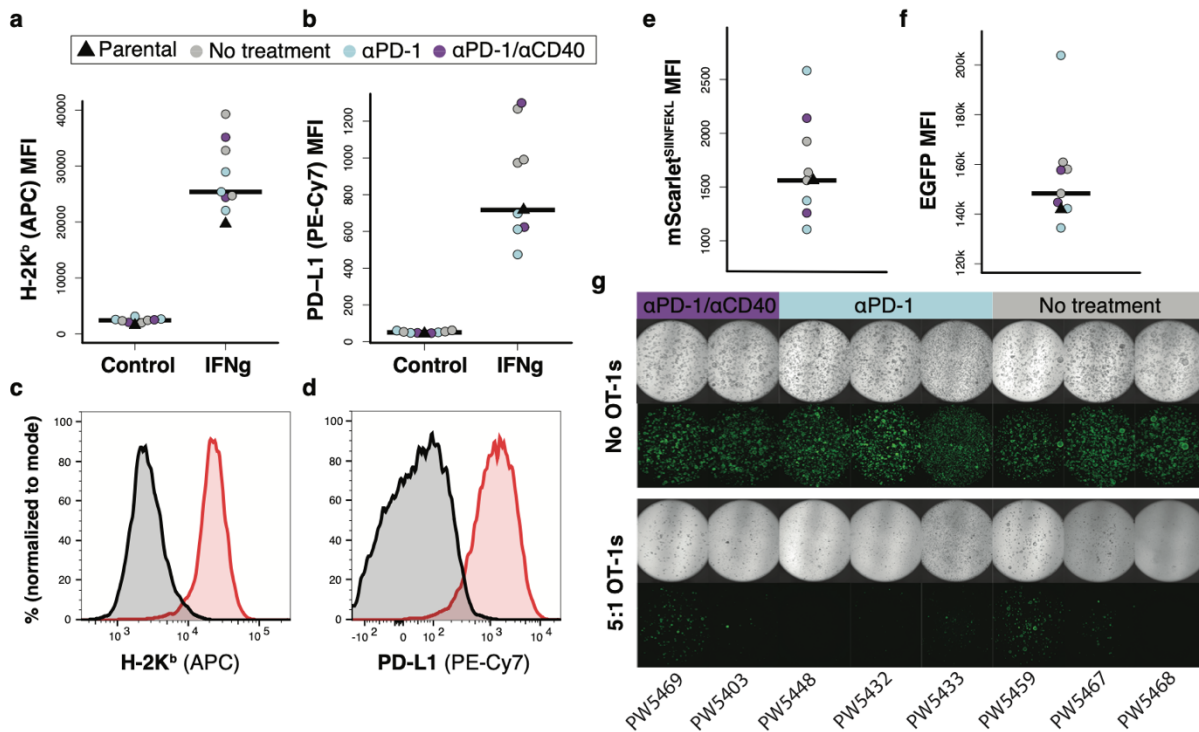 a
b
▲ Parental ● No treatment ● αPD-1 ● αPD-1/αCD40
H-2Kᵇ (APC) MFI
40000
30000
20000
10000
0
Control
IFNg
PD–L1 (PE-Cy7) MFI
1200
1000
800
600
400
200
0
Control
IFNg
e
mScarletSIINFEKL MFI
2500
2000
1500
1000
f
EGFP MFI
200k
180k
160k
140k
120k
c
% (normalized to mode)
100
80
60
40
20
0
10³
10⁴
10⁵
H-2Kᵇ (APC)
d
100
80
60
40
20
0
-10²
0
10²
10³
10⁴
PD-L1 (PE-Cy7)
g
αPD-1/αCD40
αPD-1
No treatment
No OT-1s
5:1 OT-1s
PW5469
PW5403
PW5448
PW5432
PW5433
PW5459
PW5467
PW5468